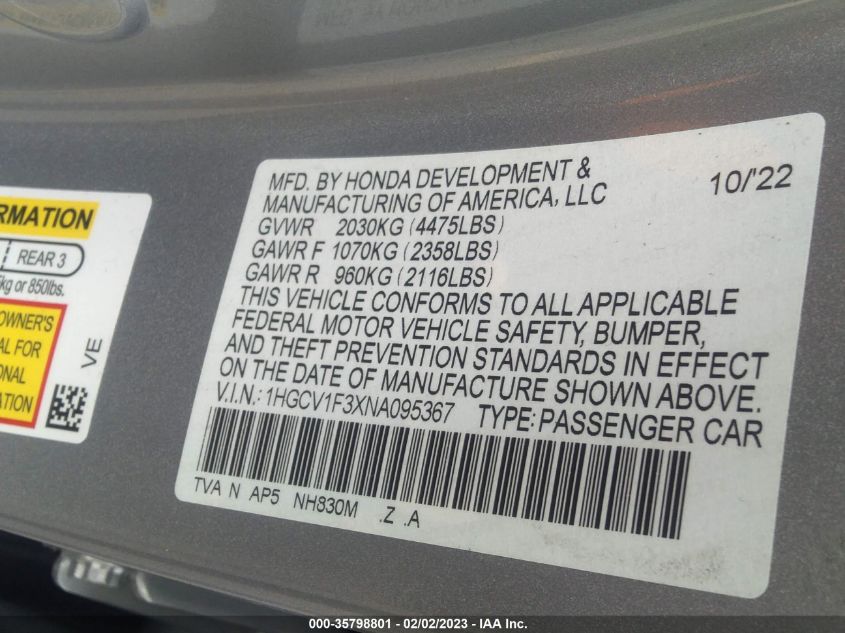 RMATION
REAR 3
kg or 850lbs.
OWNER'S
AL FOR
ONAL
ATION
VE
MFD. BY HONDA DEVELOPMENT &
MANUFACTURING OF AMERICA, LLC
10/'22
GVWR 2030KG (4475LBS)
GAWR F 1070KG (2358LBS)
GAWR R 960KG (2116LBS)
THIS VEHICLE CONFORMS TO ALL APPLICABLE
FEDERAL MOTOR VEHICLE SAFETY, BUMPER,
AND THEFT PREVENTION STANDARDS IN EFFECT
ON THE DATE OF MANUFACTURE SHOWN ABOVE.
V.I.N.: 1HGCV1F3XNA095367 TYPE: PASSENGER CAR
TVA N AP5 NH830M .Z .A
000-35798801 - 02/02/2023 - IAA Inc.